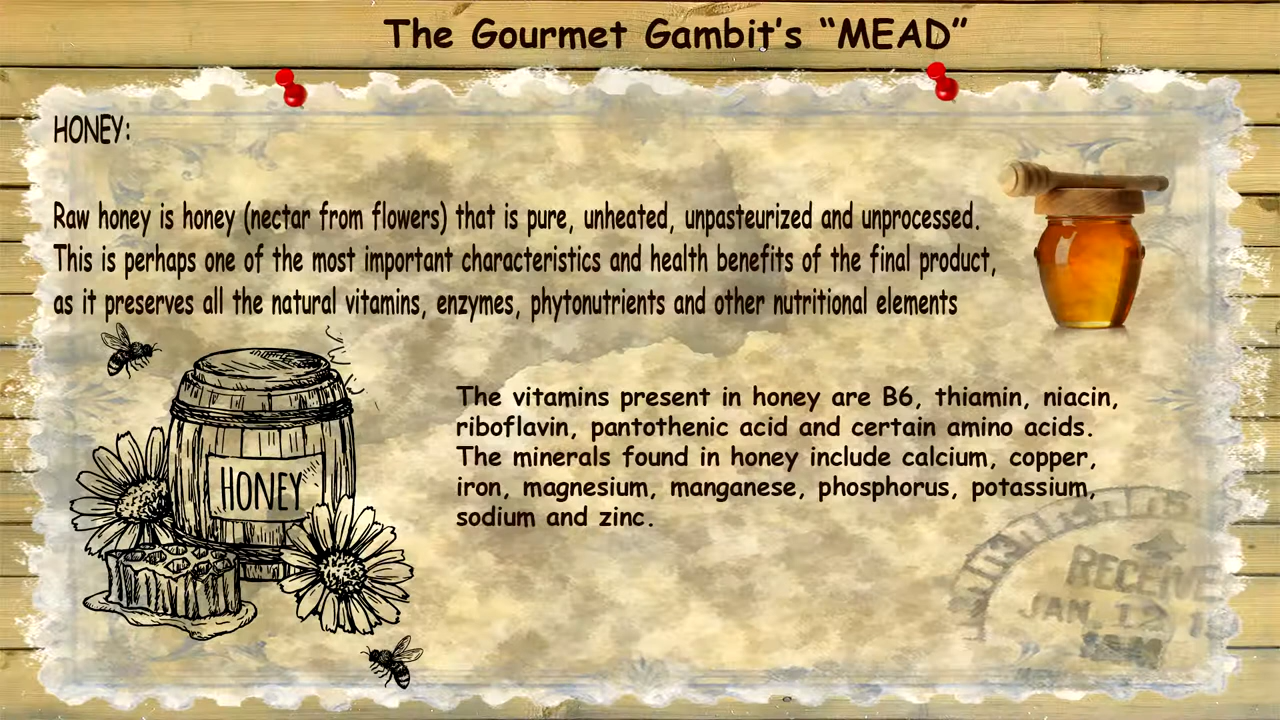 The Gourmet Gambit's “MEAD”
HONEY:
Raw honey is honey (nectar from flowers) that is pure, unheated, unpasteurized and unprocessed.
This is perhaps one of the most important characteristics and health benefits of the final product,
as it preserves all the natural vitamins, enzymes, phytonutrients and other nutritional elements
HONEY
The vitamins present in honey are B6, thiamin, niacin,
riboflavin, pantothenic acid and certain amino acids.
The minerals found in honey include calcium, copper,
iron, magnesium, manganese, phosphorus, potassium,
sodium and zinc.
JAN. 12